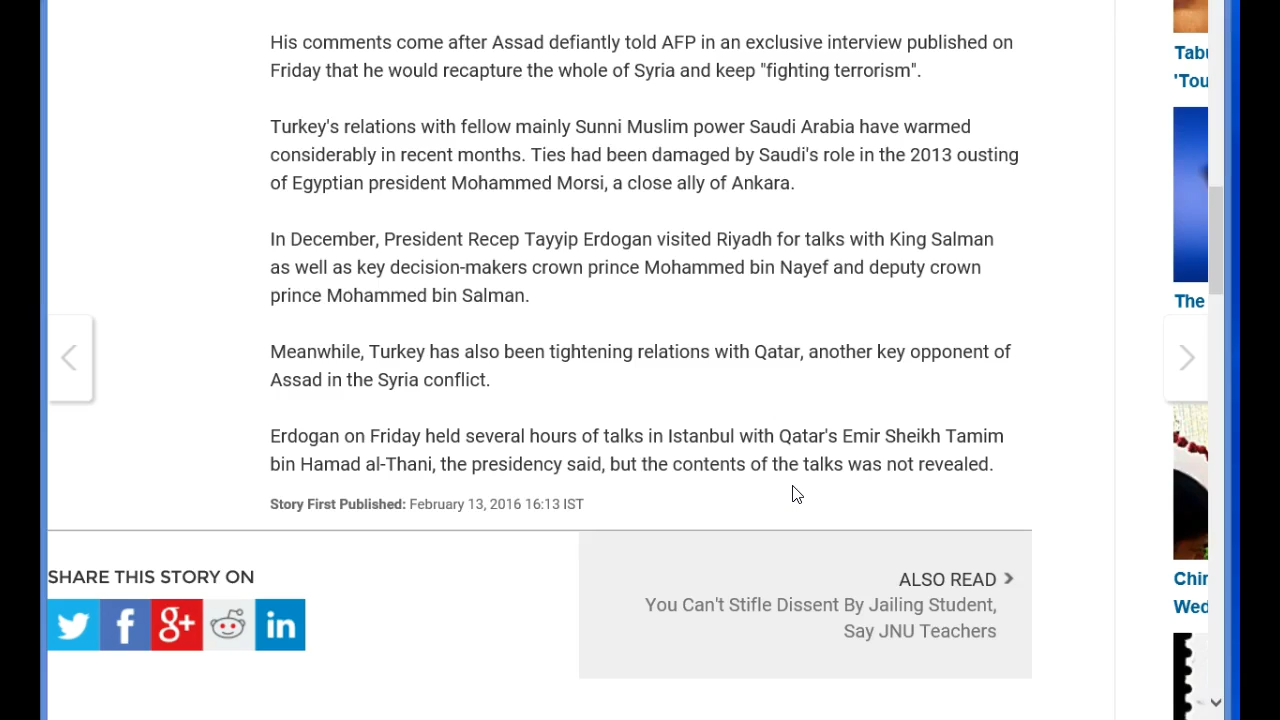 His comments come after Assad defiantly told AFP in an exclusive interview published on
Friday that he would recapture the whole of Syria and keep "fighting terrorism".
Turkey's relations with fellow mainly Sunni Muslim power Saudi Arabia have warmed
considerably in recent months. Ties had been damaged by Saudi's role in the 2013 ousting
of Egyptian president Mohammed Morsi, a close ally of Ankara.
In December, President Recep Tayyip Erdogan visited Riyadh for talks with King Salman
as well as key decision-makers crown prince Mohammed bin Nayef and deputy crown
prince Mohammed bin Salman.
Meanwhile, Turkey has also been tightening relations with Qatar, another key opponent of
Assad in the Syria conflict.
Erdogan on Friday held several hours of talks in Istanbul with Qatar's Emir Sheikh Tamim
bin Hamad al-Thani, the presidency said, but the contents of the talks was not revealed.
Story First Published: February 13, 2016 16:13 IST
SHARE THIS STORY ON
f g+ in
ALSO READ
You Can't Stifle Dissent By Jailing Student,
Say JNU Teachers
Tabu
'Tou
The
Chin
Wed